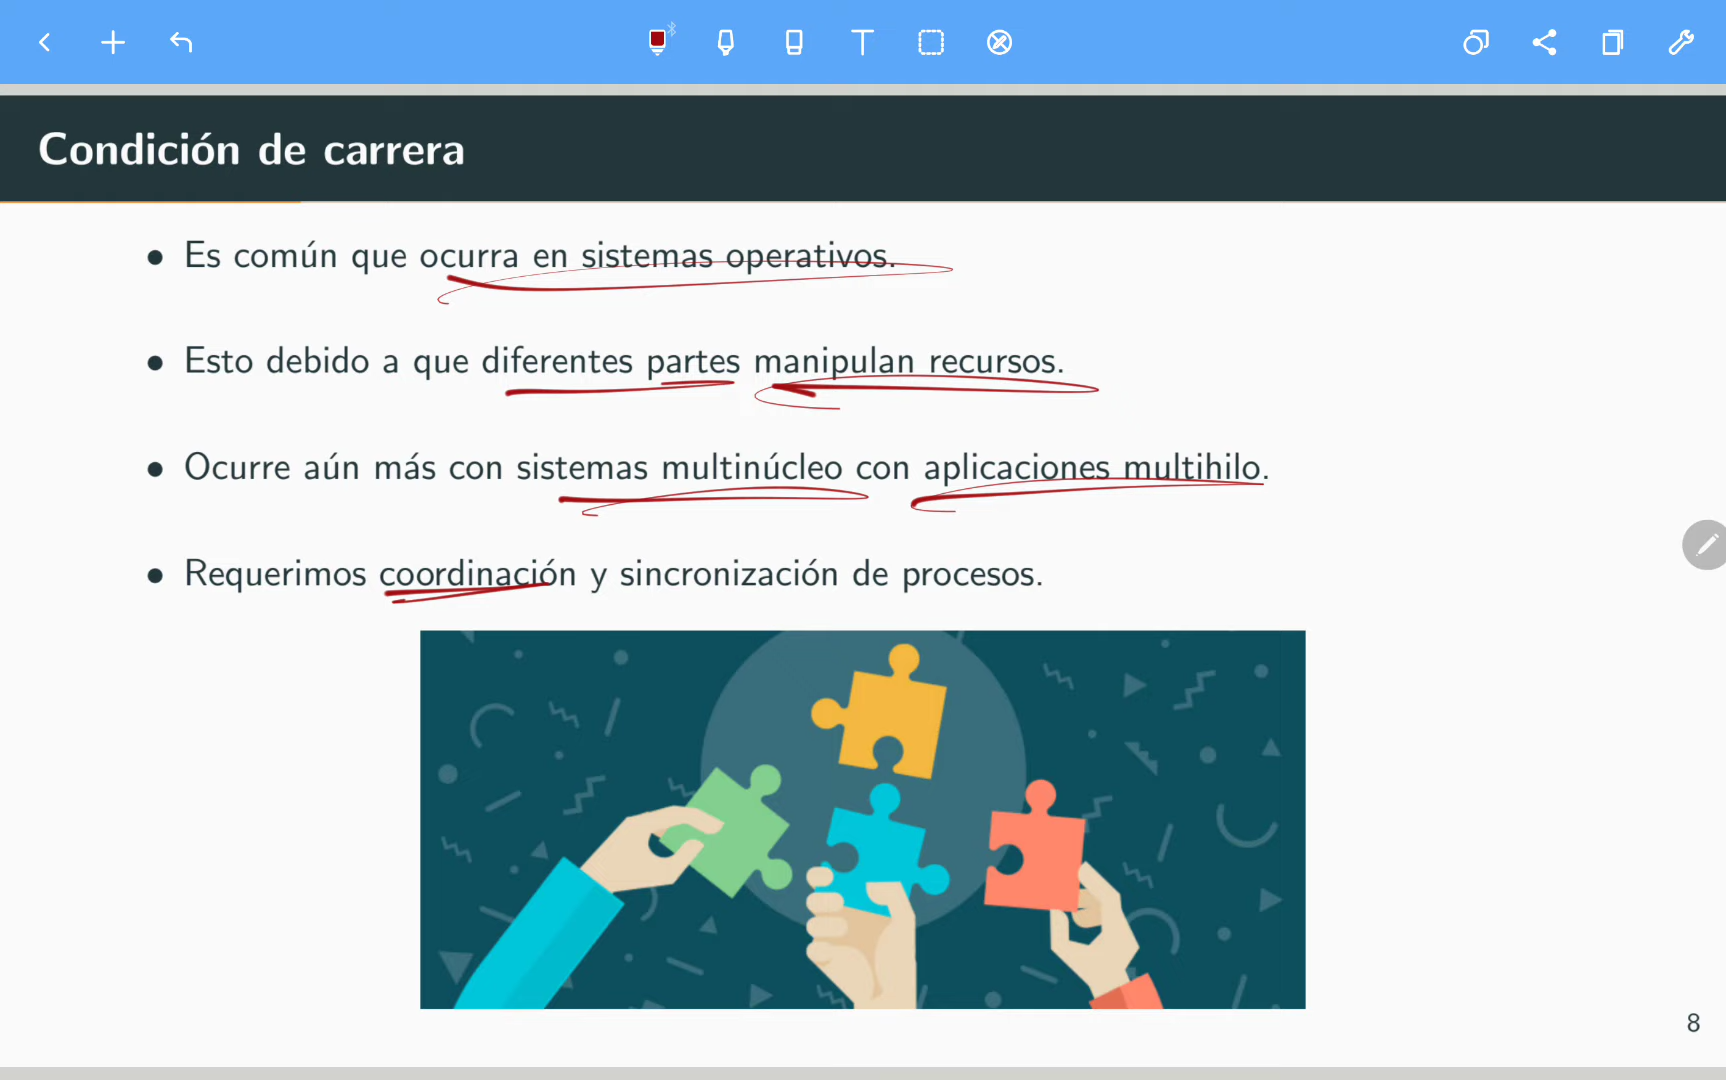 Condición de carrera
• Es común que ocurra en sistemas operativos.
• Esto debido a que diferentes partes manipulan recursos.
• Ocurre aún más con sistemas multinúcleo con aplicaciones multihilo.
• Requerimos coordinación y sincronización de procesos.
8